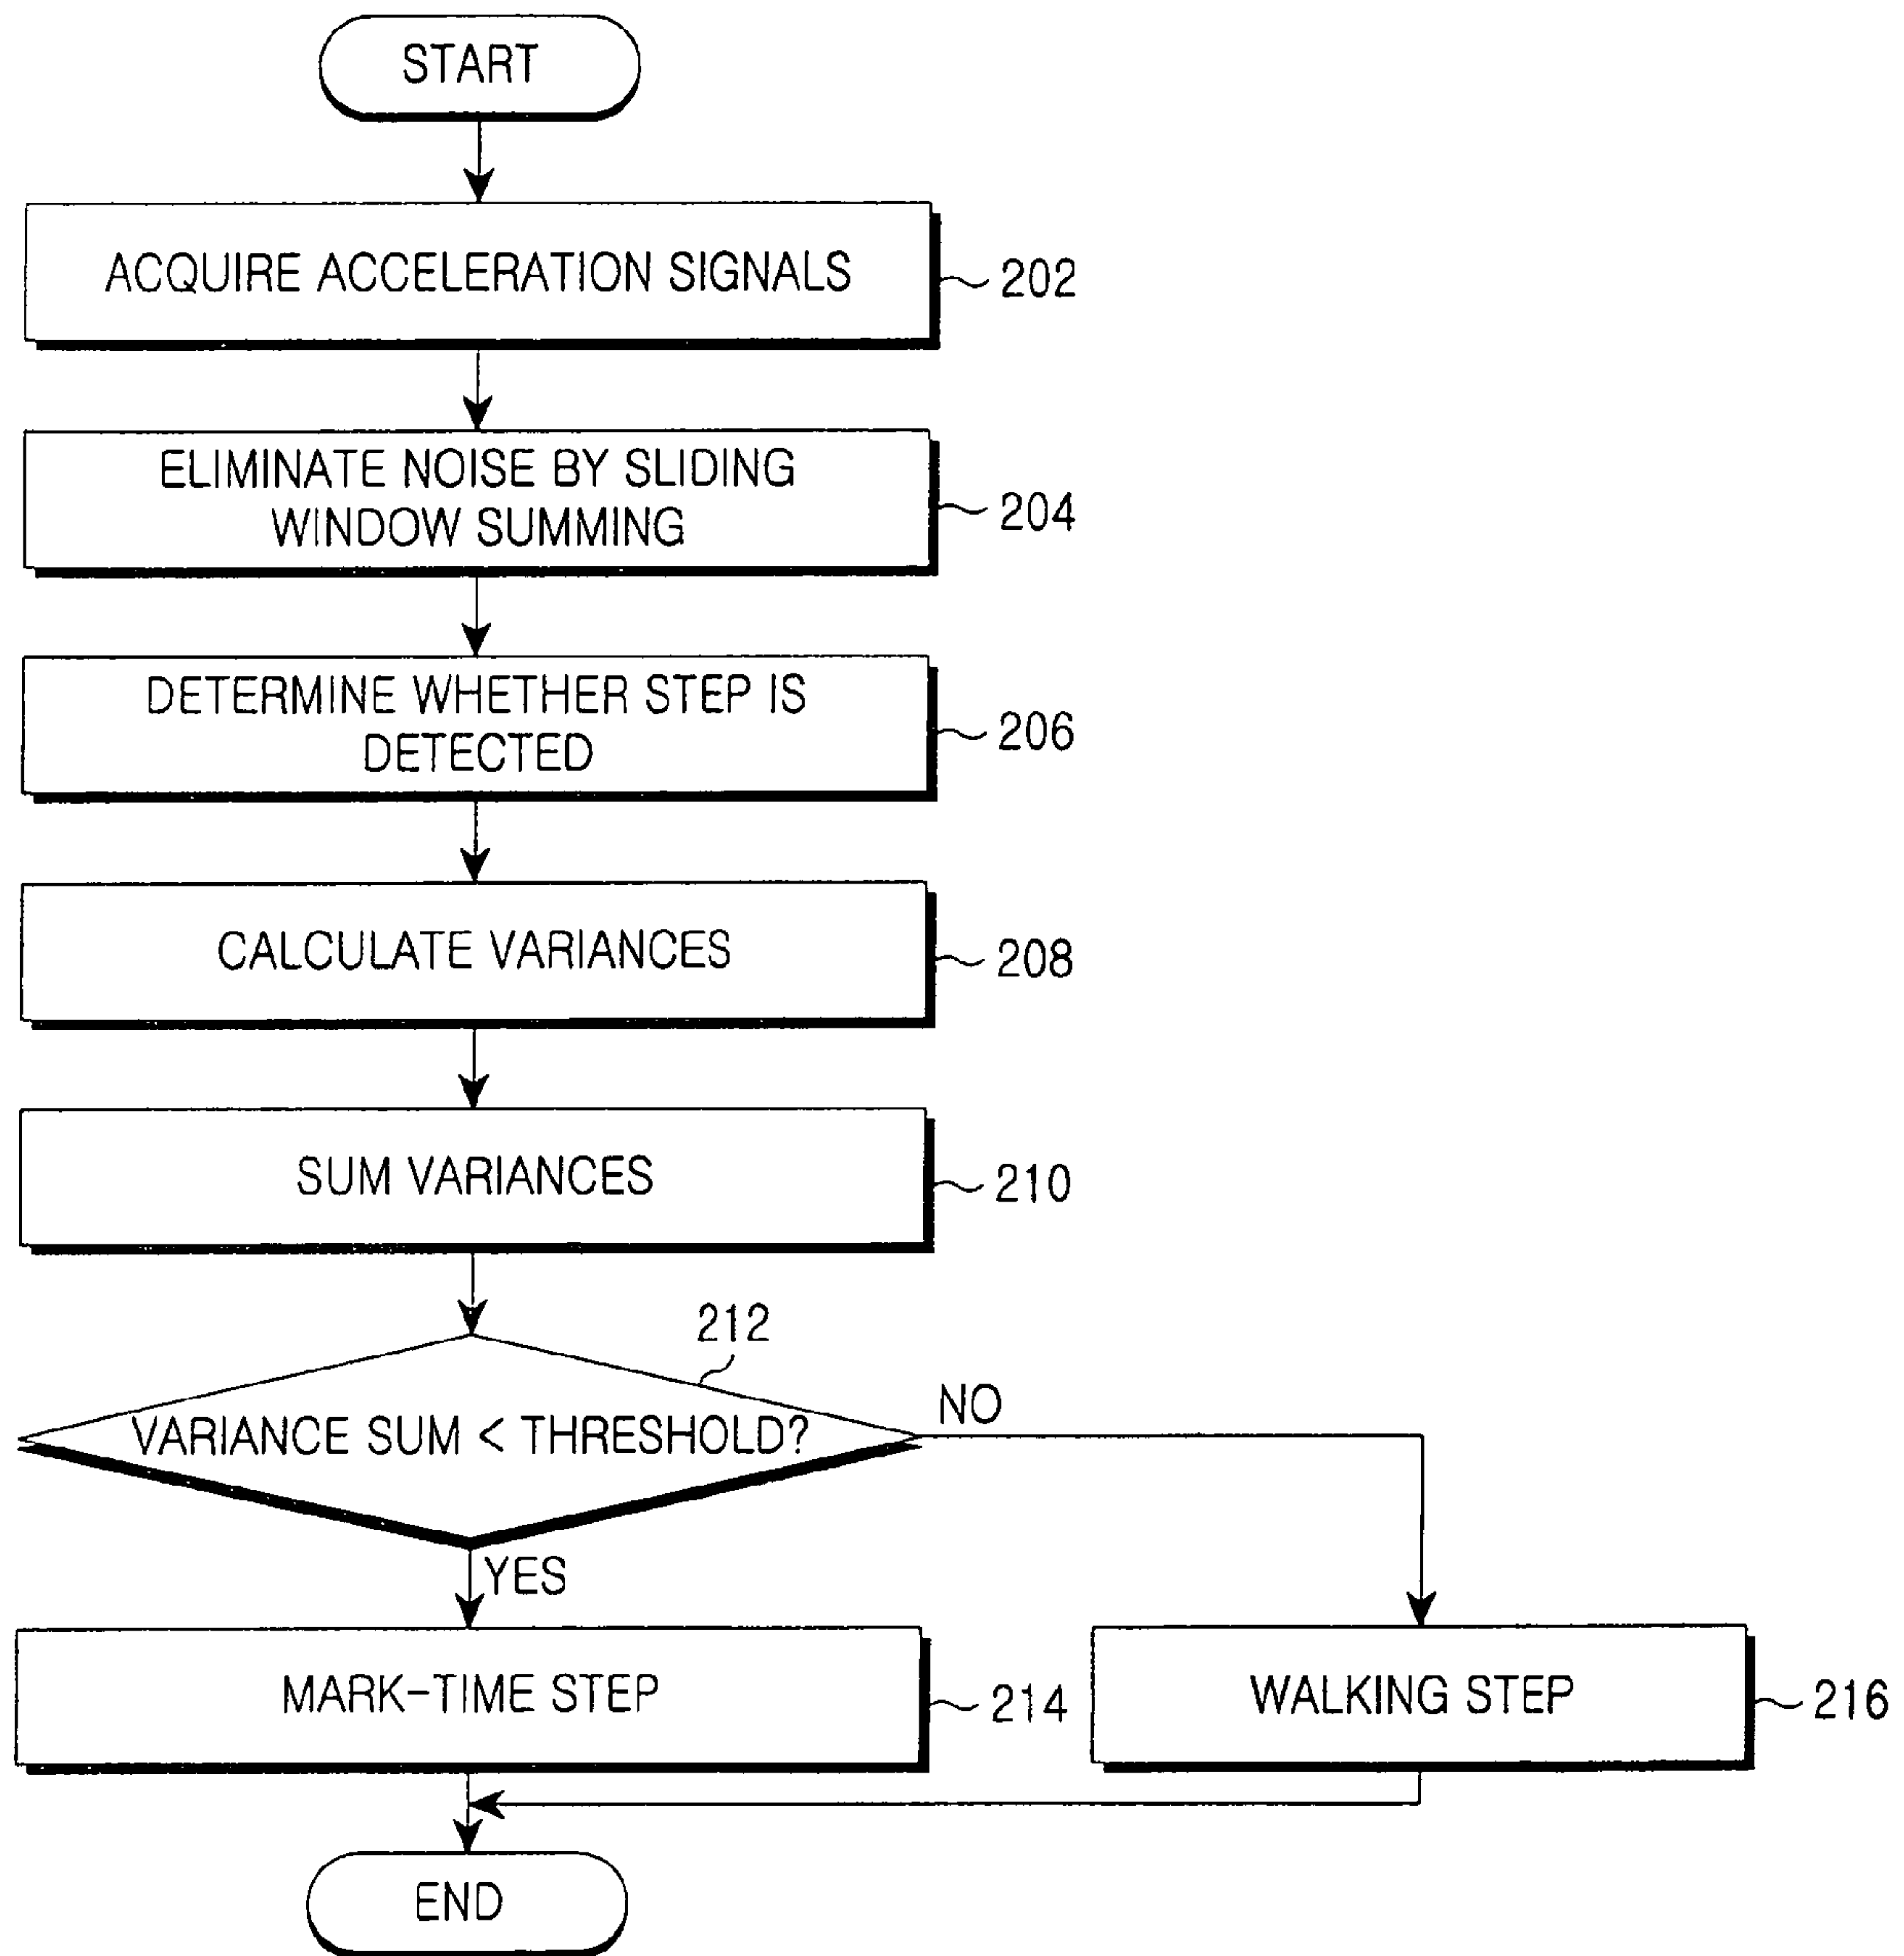 START
ACQUIRE ACCELERATION SIGNALS
202
ELIMINATE NOISE BY SLIDING
WINDOW SUMMING
204
DETERMINE WHETHER STEP IS
DETECTED
206
CALCULATE VARIANCES
208
SUM VARIANCES
210
212
VARIANCE SUM < THRESHOLD?
NO
YES
MARK-TIME STEP
214
WALKING STEP
216
END